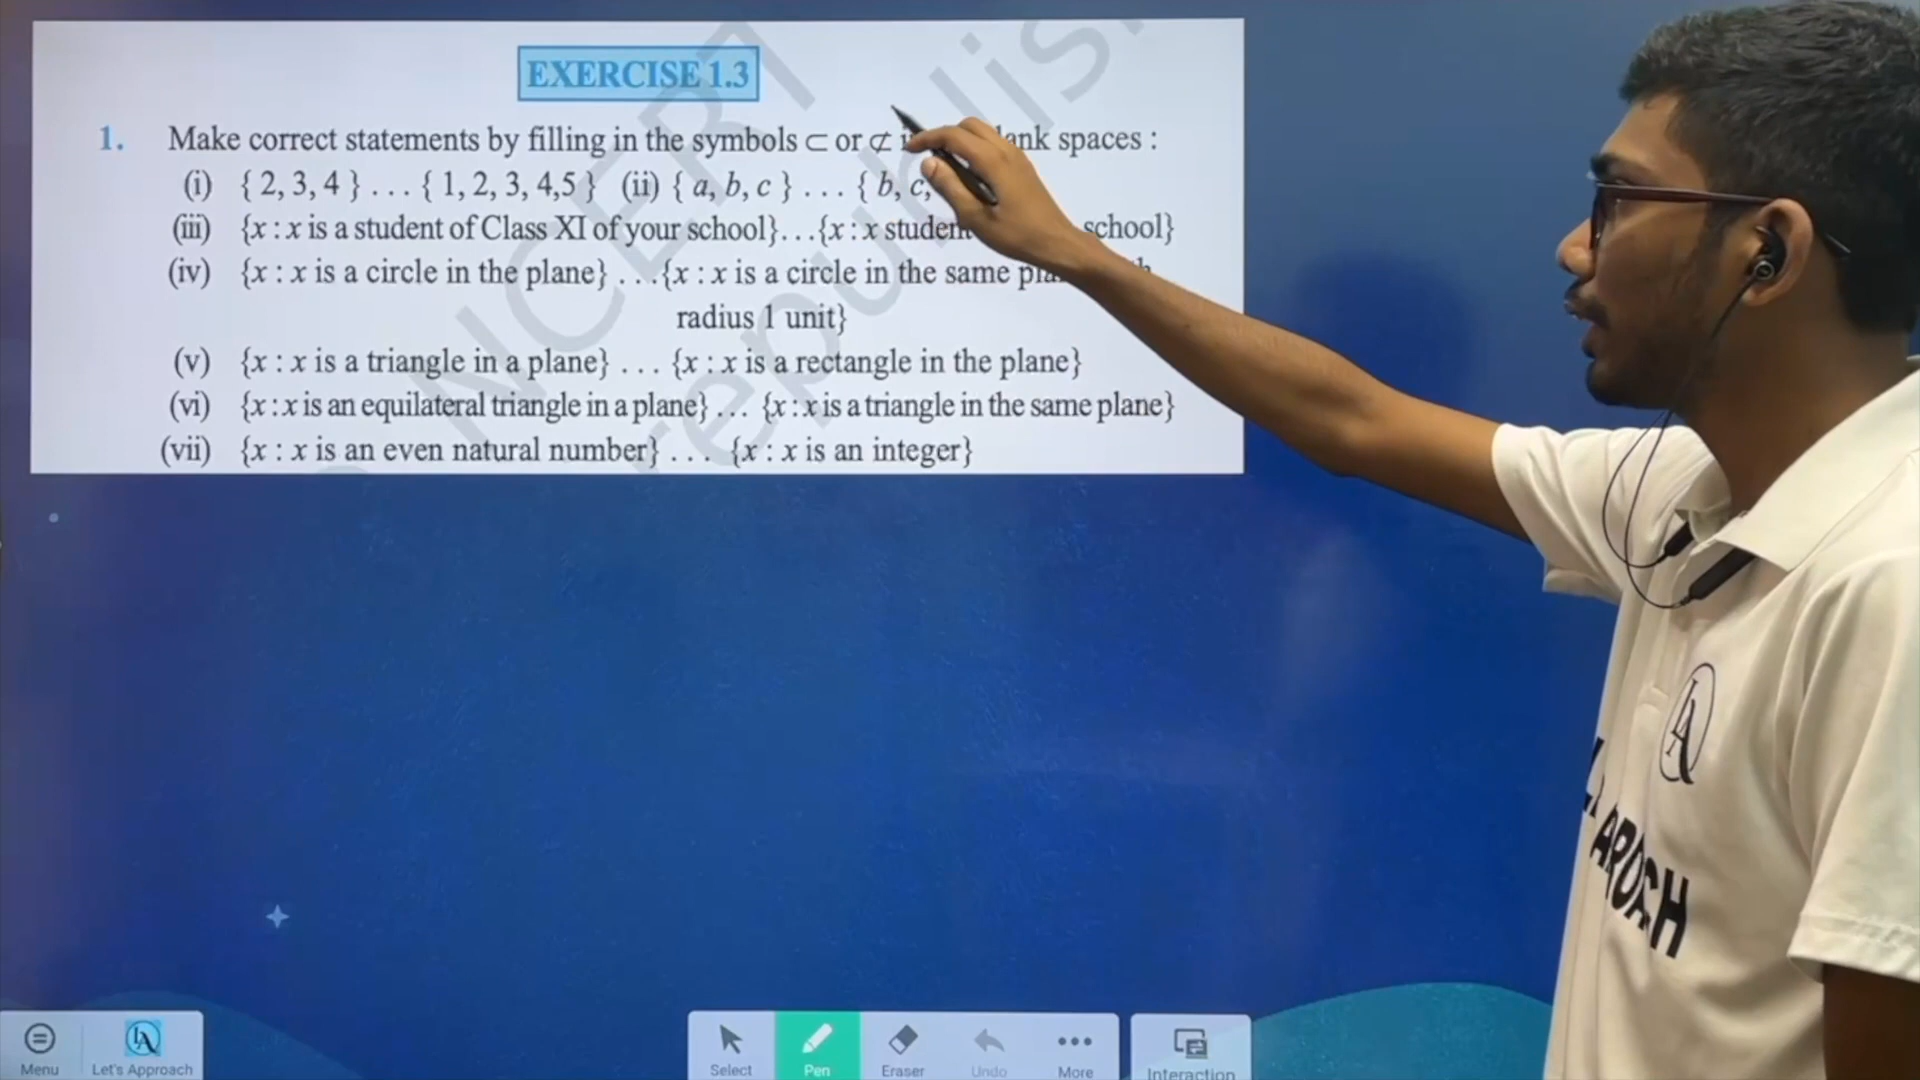 EXERCISE 1.3
1. Make correct statements by filling in the symbols ⊂ or ⊄ spaces :
(i) { 2, 3, 4 } . . . { 1, 2, 3, 4,5 } (ii) { a, b, c } . . . { b, c,
(iii) {x : x is a student of Class XI of your school}. . .{x : x student school}
(iv) {x : x is a circle in the plane} . . .{x : x is a circle in the same
radius 1 unit}
(v) {x : x is a triangle in a plane} . . . {x : x is a rectangle in the plane}
(vi) {x : x is an equilateral triangle in a plane} . . . {x : x is a triangle in the same plane}
(vii) {x : x is an even natural number} . . . {x : x is an integer}
NCERT
Menu
Let's Approach
Select
Pen
Eraser
Undo
More
Interaction
LA